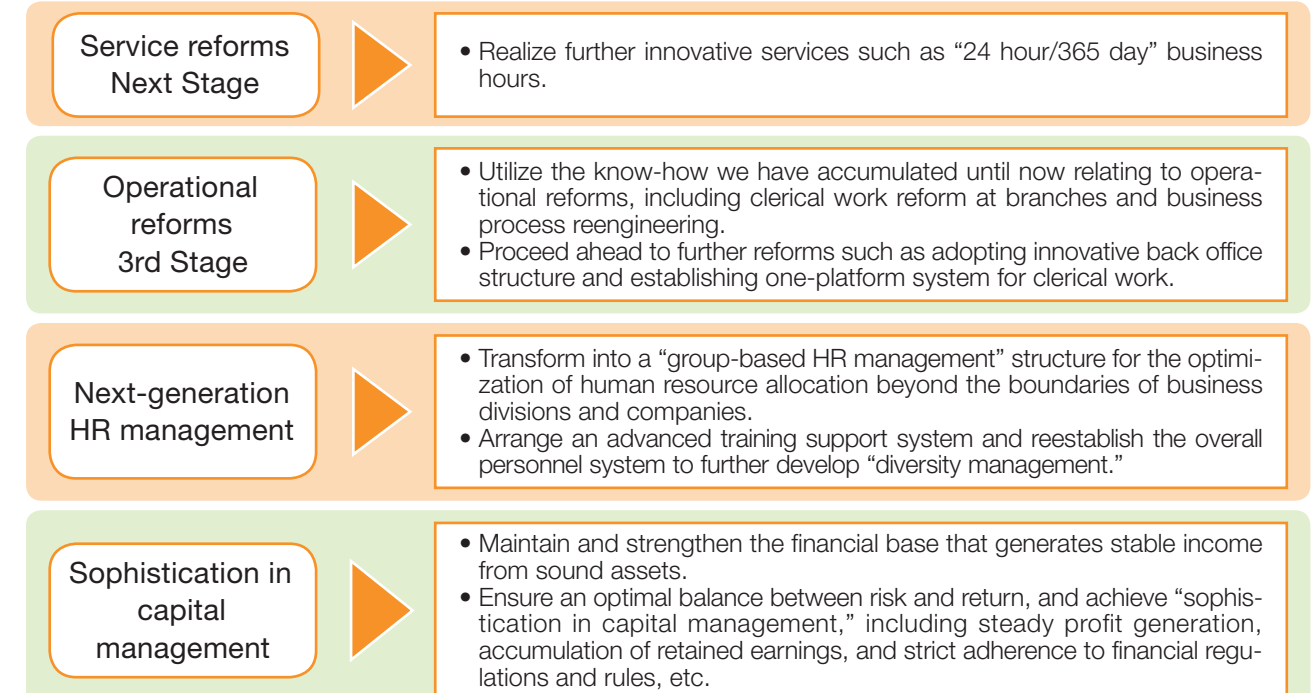 Service reforms
Next Stage
• Realize further innovative services such as “24 hour/365 day” business
hours.
Operational
reforms
3rd Stage
• Utilize the know-how we have accumulated until now relating to opera-
tional reforms, including clerical work reform at branches and business
process reengineering.
• Proceed ahead to further reforms such as adopting innovative back office
structure and establishing one-platform system for clerical work.
Next-generation
HR management
• Transform into a “group-based HR management” structure for the optimi-
zation of human resource allocation beyond the boundaries of business
divisions and companies.
• Arrange an advanced training support system and reestablish the overall
personnel system to further develop “diversity management.”
Sophistication in
capital
management
• Maintain and strengthen the financial base that generates stable income
from sound assets.
• Ensure an optimal balance between risk and return, and achieve “sophis-
tication in capital management,” including steady profit generation,
accumulation of retained earnings, and strict adherence to financial regu-
lations and rules, etc.